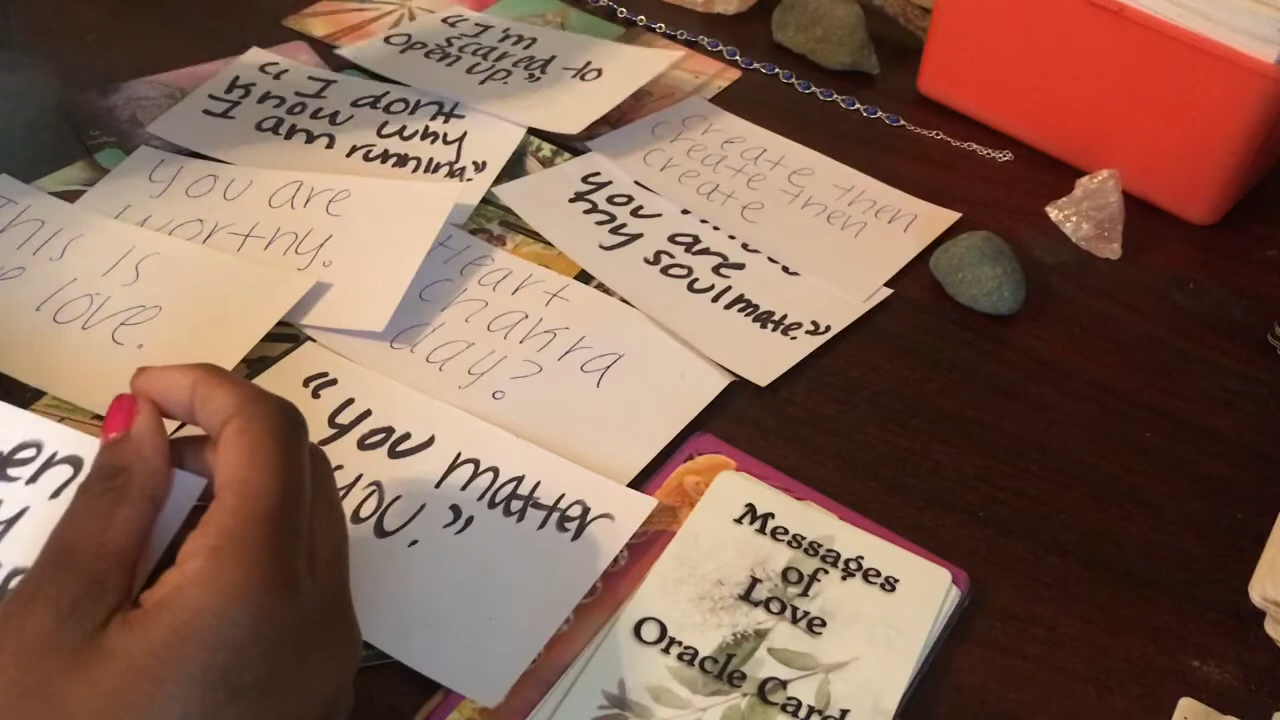 "I'm
scared to
open up."
"I dont
know why
I am running."
create then
create then
create
you are
my soulmate."
you are
worthy.
This is
love.
Heart
chakra
day?
"you matter
you."
Messages
of
Love
Oracle